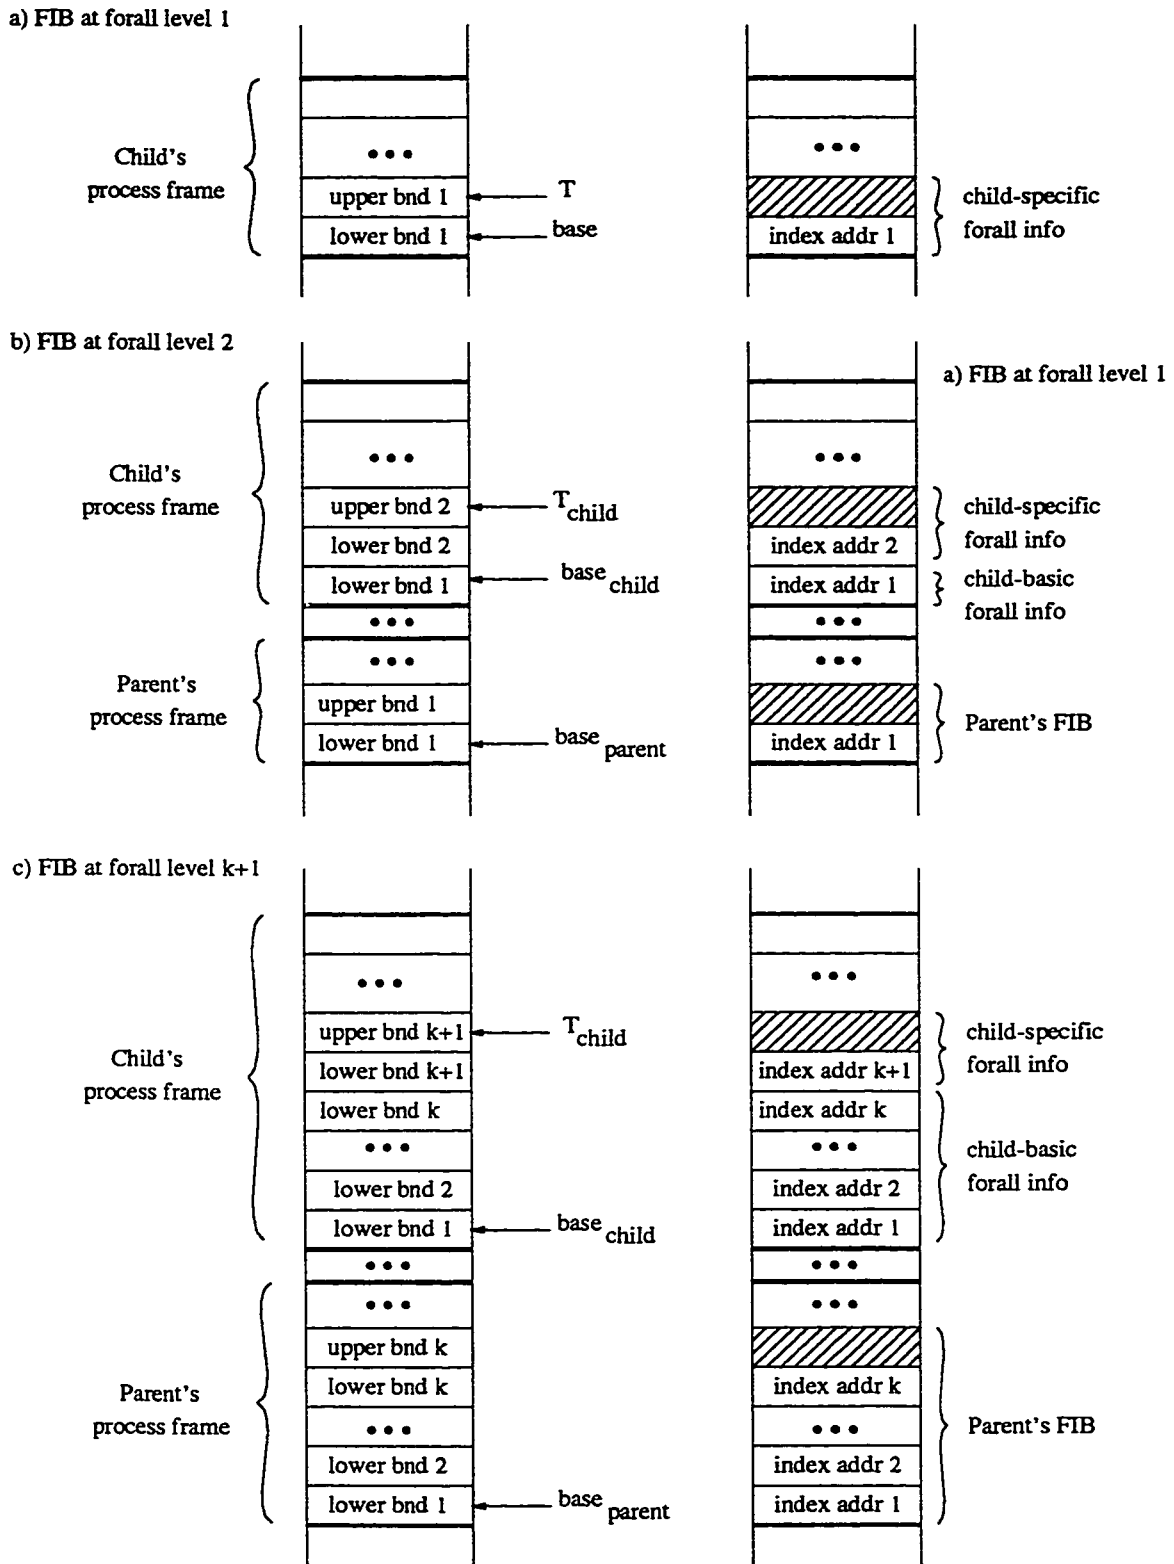 a) FIB at forall level 1
Child's
process frame
• • •
upper bnd 1
lower bnd 1
T
base
• • •
index addr 1
child-specific
forall info
b) FIB at forall level 2
a) FIB at forall level 1
Child's
process frame
• • •
upper bnd 2
lower bnd 2
lower bnd 1
• • •
T child
base child
• • •
index addr 2
index addr 1
• • •
child-specific
forall info
child-basic
forall info
Parent's
process frame
• • •
upper bnd 1
lower bnd 1
base parent
• • •
index addr 1
Parent's FIB
c) FIB at forall level k+1
Child's
process frame
• • •
upper bnd k+1
lower bnd k+1
lower bnd k
• • •
lower bnd 2
lower bnd 1
• • •
T child
base child
• • •
index addr k+1
index addr k
• • •
index addr 2
index addr 1
• • •
child-specific
forall info
child-basic
forall info
Parent's
process frame
• • •
upper bnd k
lower bnd k
• • •
lower bnd 2
lower bnd 1
base parent
• • •
index addr k
• • •
index addr 2
index addr 1
Parent's FIB